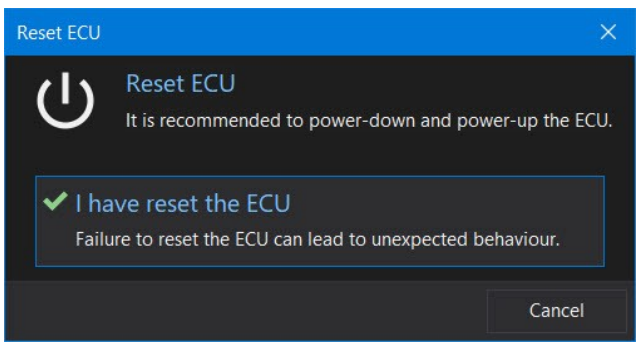 Reset ECU
Reset ECU
It is recommended to power-down and power-up the ECU.
I have reset the ECU
Failure to reset the ECU can lead to unexpected behaviour.
Cancel